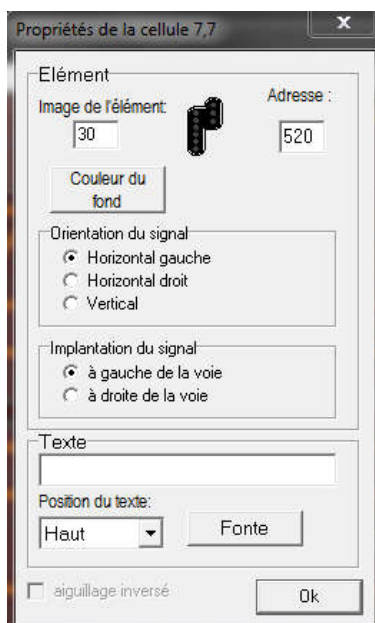 Propriétés de la cellule 7,7
x
Elément
Image de l'élément:
Adresse :
30
520
Couleur du
fond
Orientation du signal
Horizontal gauche
Horizontal droit
Vertical
Implantation du signal
à gauche de la voie
à droite de la voie
Texte
Position du texte:
Haut
Fonte
aiguillage inversé
Ok